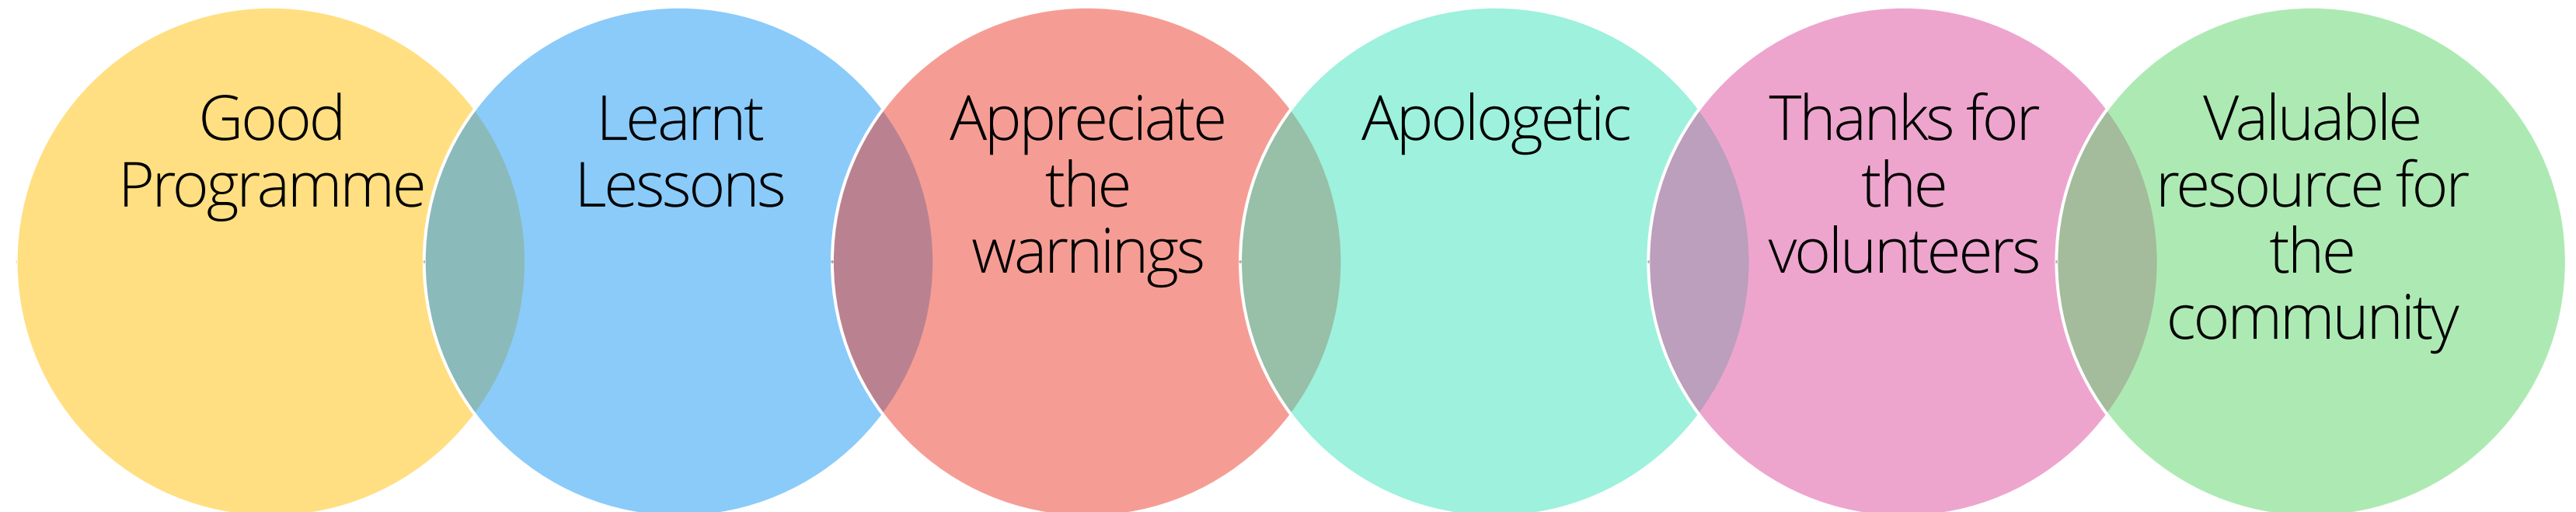 Good
Programme
Learnt
Lessons
Appreciate
the
warnings
Apologetic
Thanks for
the
volunteers
Valuable
resource for
the
community